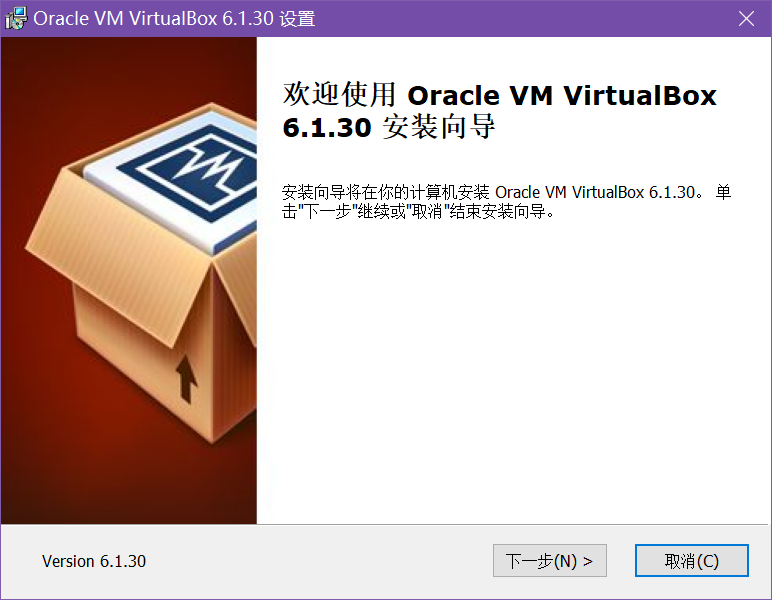 Oracle VM VirtualBox 6.1.30 设置
欢迎使用 Oracle VM VirtualBox
6.1.30 安装向导
安装向导将在你的计算机安装 Oracle VM VirtualBox 6.1.30。 单
击"下一步"继续或"取消"结束安装向导。
Version 6.1.30
下一步(N) >
取消(C)